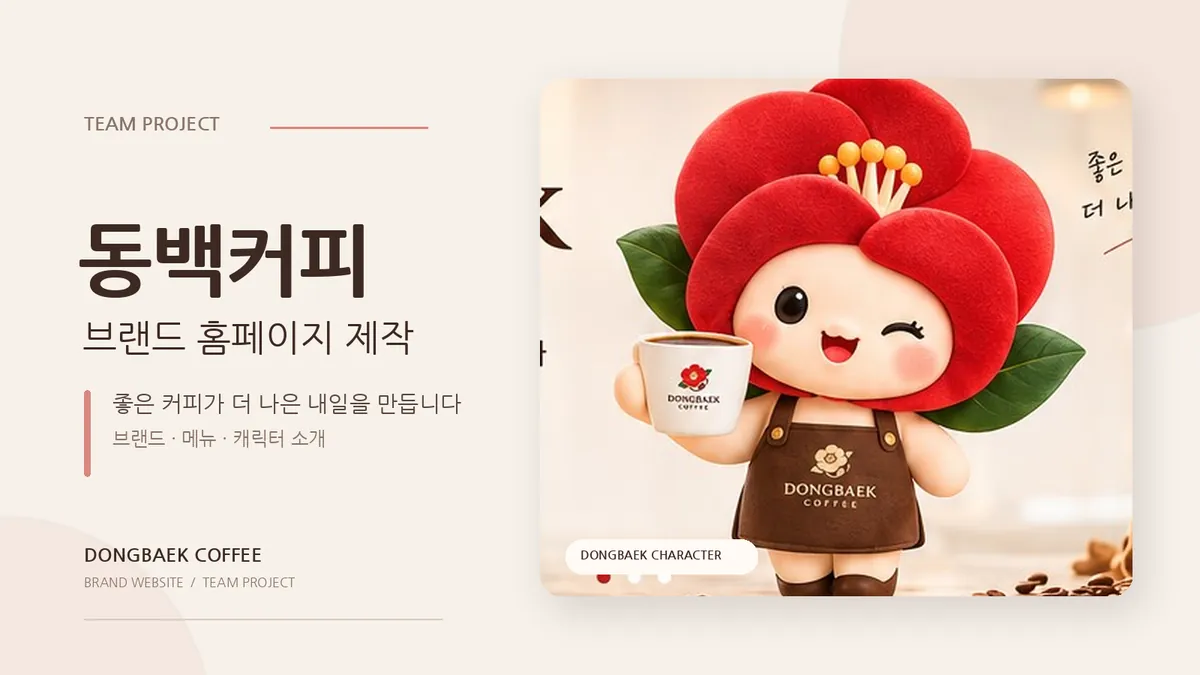 TEAM PROJECT
동백커피
브랜드 홈페이지 제작
좋은 커피가 더 나은 내일을 만듭니다
브랜드 · 메뉴 · 캐릭터 소개
DONGBAEK COFFEE
BRAND WEBSITE / TEAM PROJECT
K
좋은
더 나
DONGBAEK
COFFEE
DONGBAEK
COFFEE
DONGBAEK CHARACTER